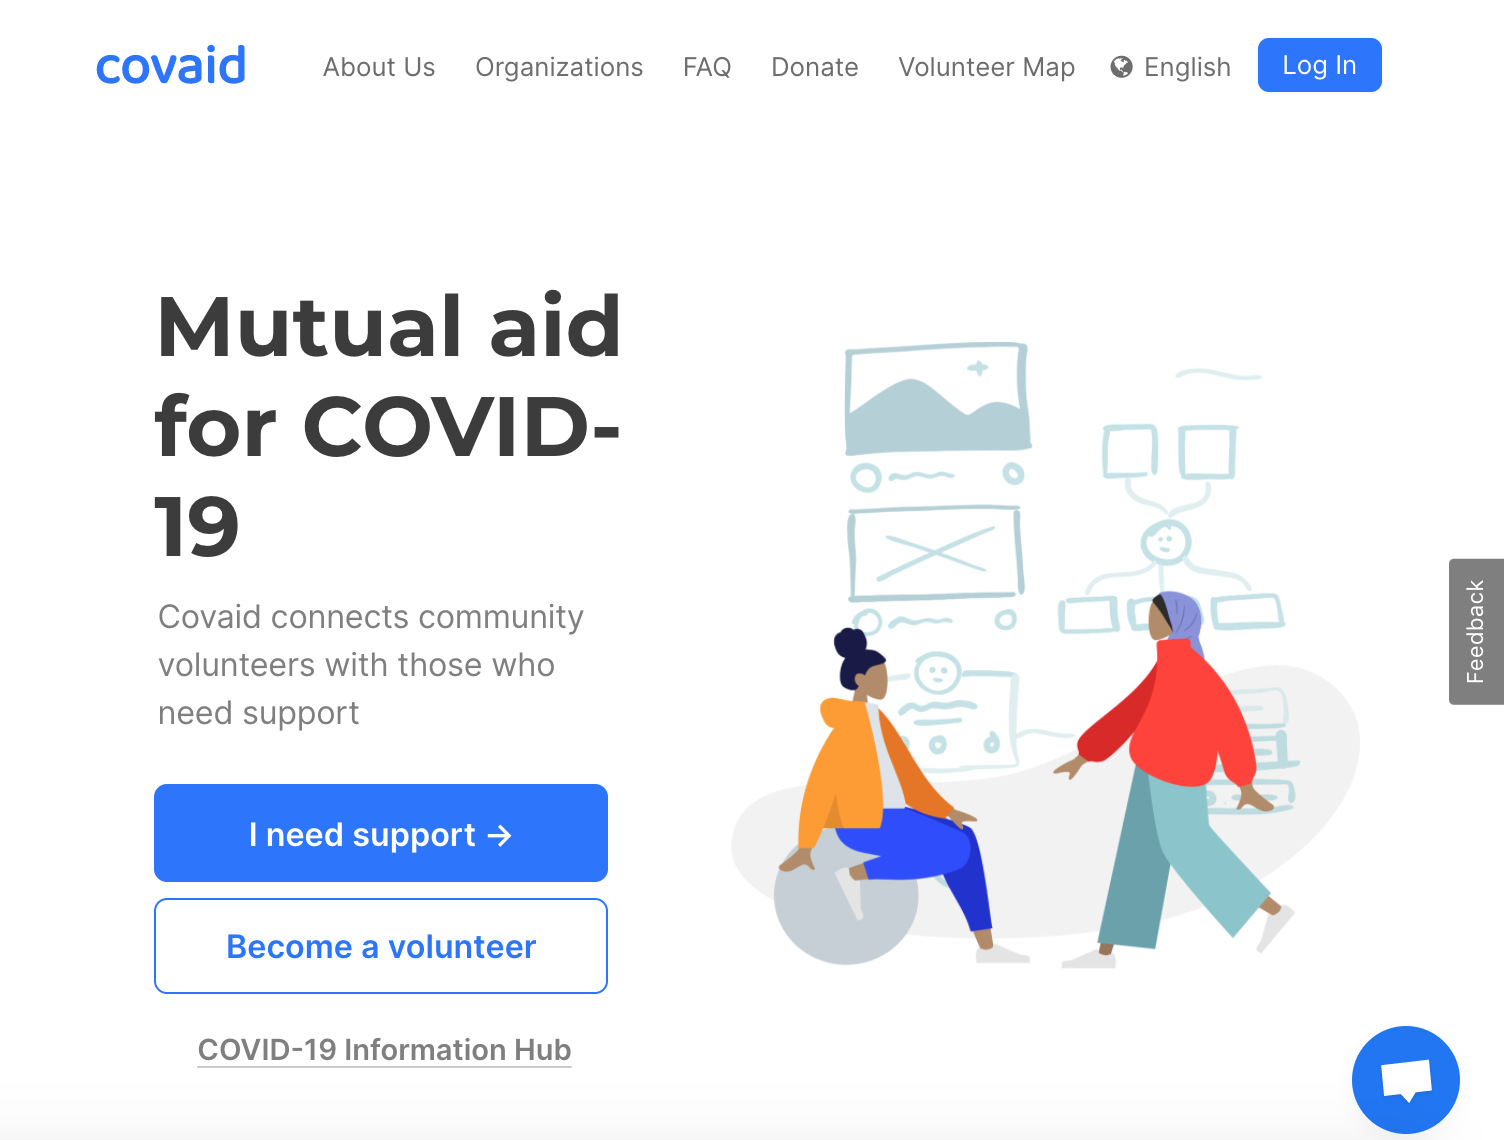 covaid
About Us
Organizations
FAQ
Donate
Volunteer Map
English
Log In
Mutual aid
for COVID-
19
Covaid connects community
volunteers with those who
need support
I need support →
Become a volunteer
COVID-19 Information Hub
Feedback